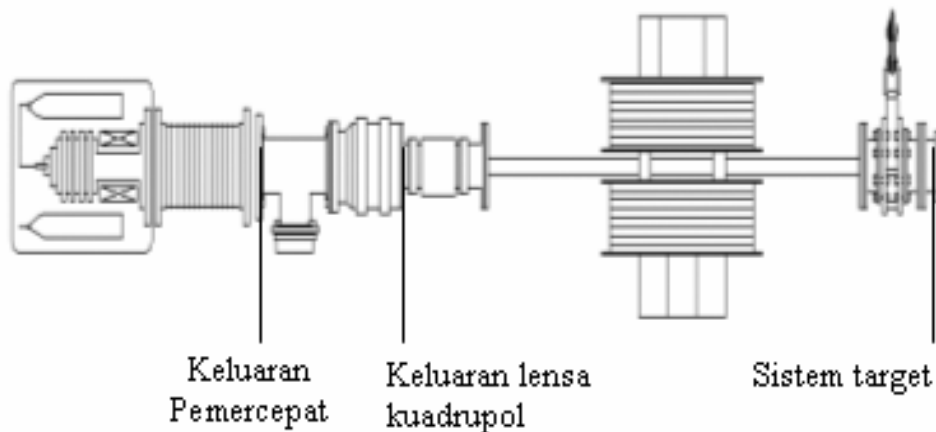 Keluaran
Pemercepat
Keluaran lensa
kuadrupol
Sistem target